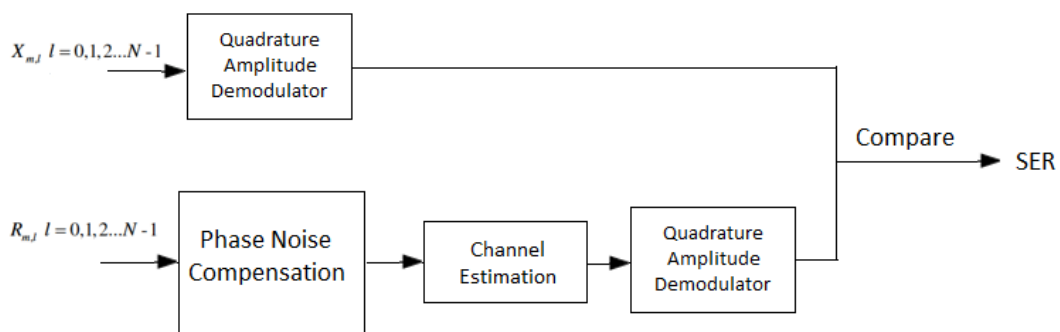 X_{m,l} l = 0,1,2...N - 1
Quadrature
Amplitude
Demodulator
Compare
SER
R_{m,l} l = 0,1,2...N - 1
Phase Noise
Compensation
Channel
Estimation
Quadrature
Amplitude
Demodulator